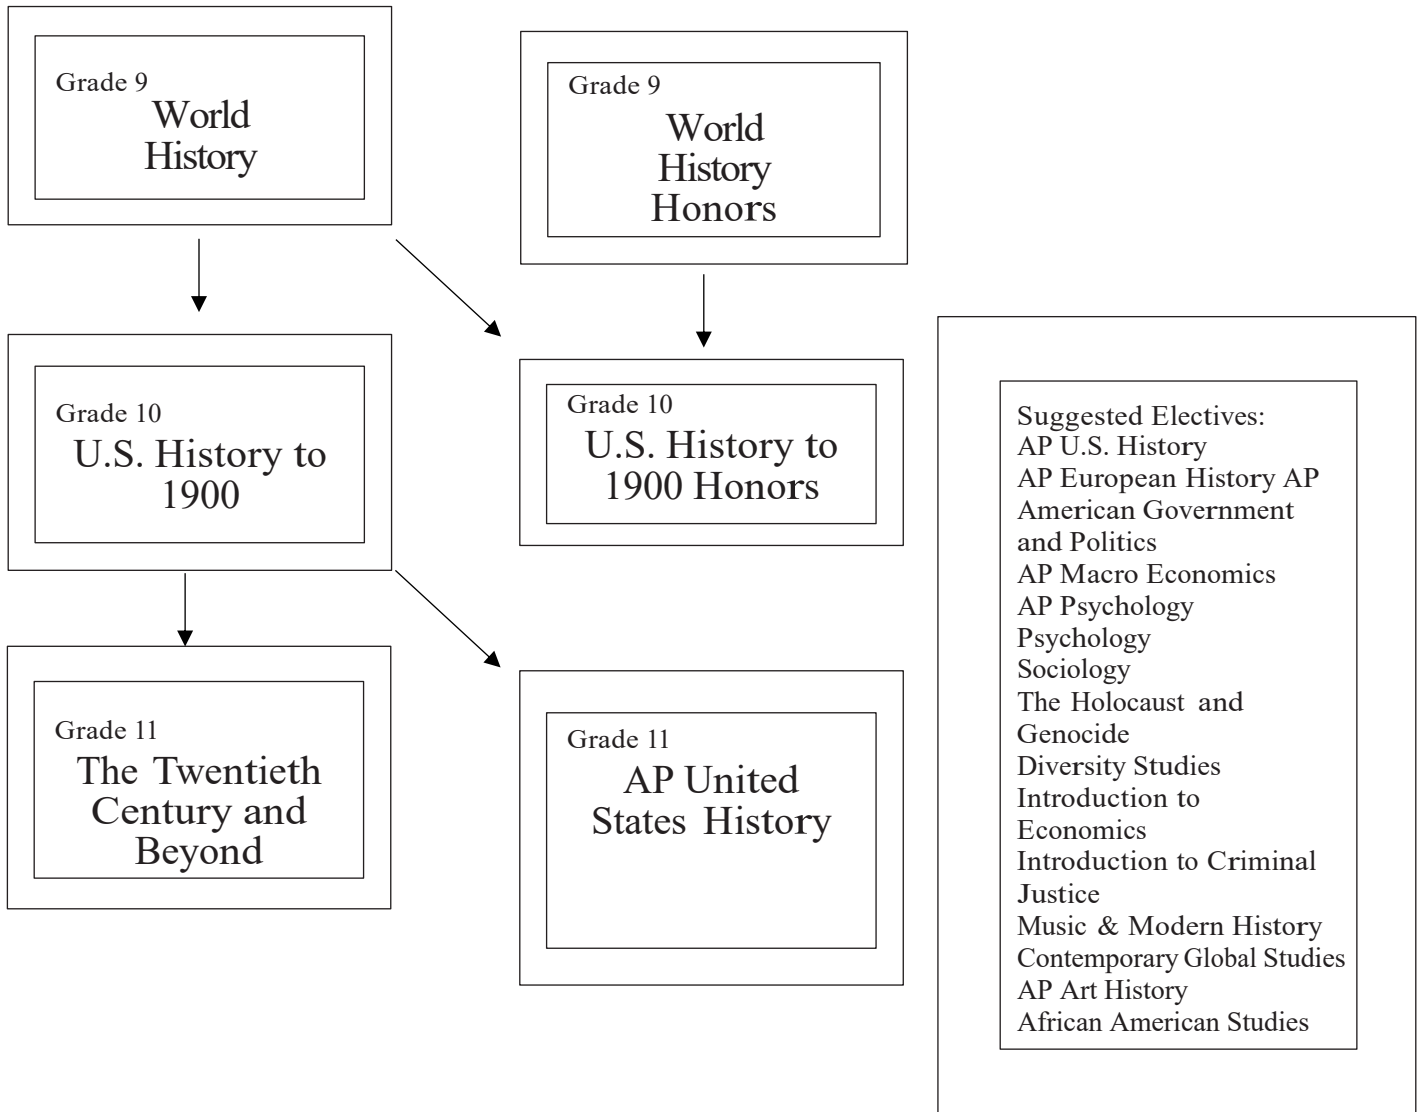 Grade 9
World
History
Grade 9
World
History
Honors
Grade 10
U.S. History to
1900
Grade 10
U.S. History to
1900 Honors
Grade 11
The Twentieth
Century and
Beyond
Grade 11
AP United
States History
Suggested Electives:
AP U.S. History
AP European History AP
American Government
and Politics
AP Macro Economics
AP Psychology
Psychology
Sociology
The Holocaust and
Genocide
Diversity Studies
Introduction to
Economics
Introduction to Criminal
Justice
Music & Modern History
Contemporary Global Studies
AP Art History
African American Studies